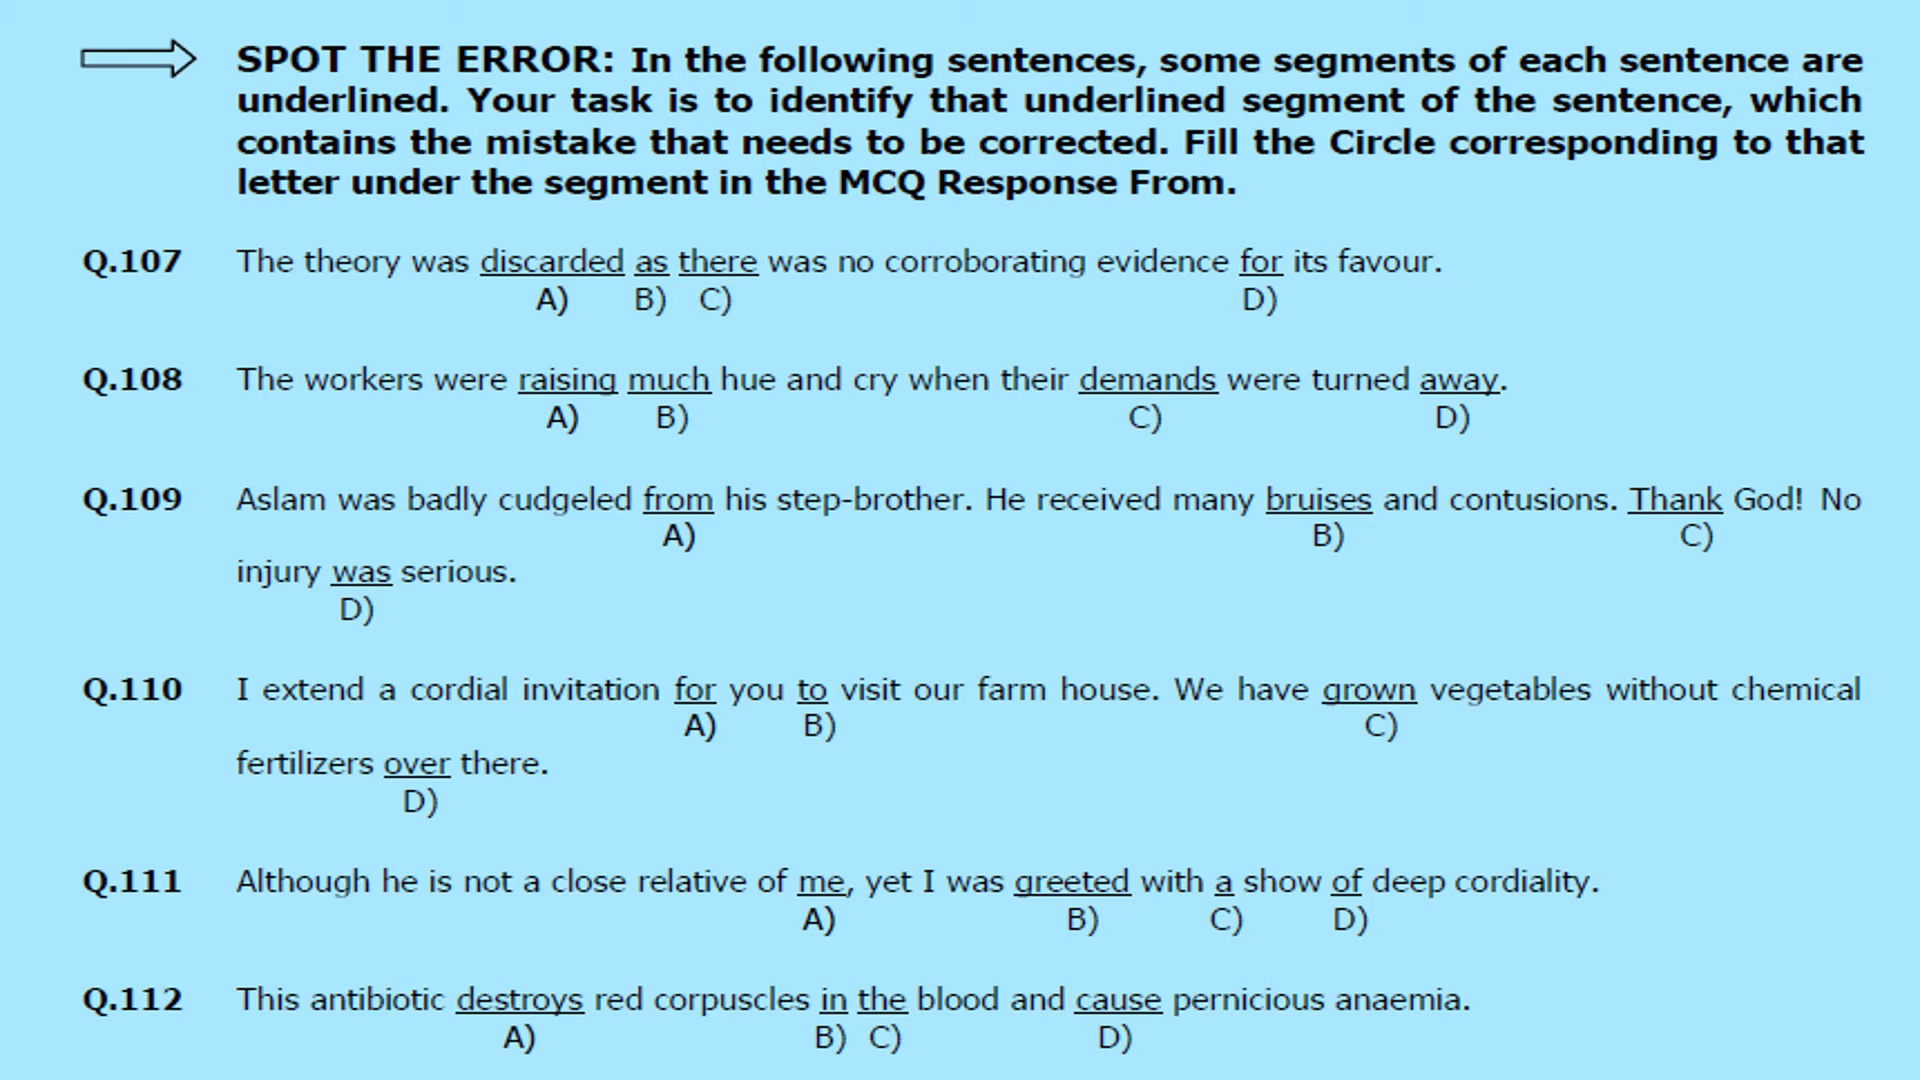 SPOT THE ERROR: In the following sentences, some segments of each sentence are
underlined. Your task is to identify that underlined segment of the sentence, which
contains the mistake that needs to be corrected. Fill the Circle corresponding to that
letter under the segment in the MCQ Response From.
Q.107 The theory was discarded as there was no corroborating evidence for its favour.
A) B) C) D)
Q.108 The workers were raising much hue and cry when their demands were turned away.
A) B) C) D)
Q.109 Aslam was badly cudgeled from his step-brother. He received many bruises and contusions. Thank God! No
A) B) C)
injury was serious.
D)
Q.110 I extend a cordial invitation for you to visit our farm house. We have grown vegetables without chemical
A) B) C)
fertilizers over there.
D)
Q.111 Although he is not a close relative of me, yet I was greeted with a show of deep cordiality.
A) B) C) D)
Q.112 This antibiotic destroys red corpuscles in the blood and cause pernicious anaemia.
A) B) C) D)